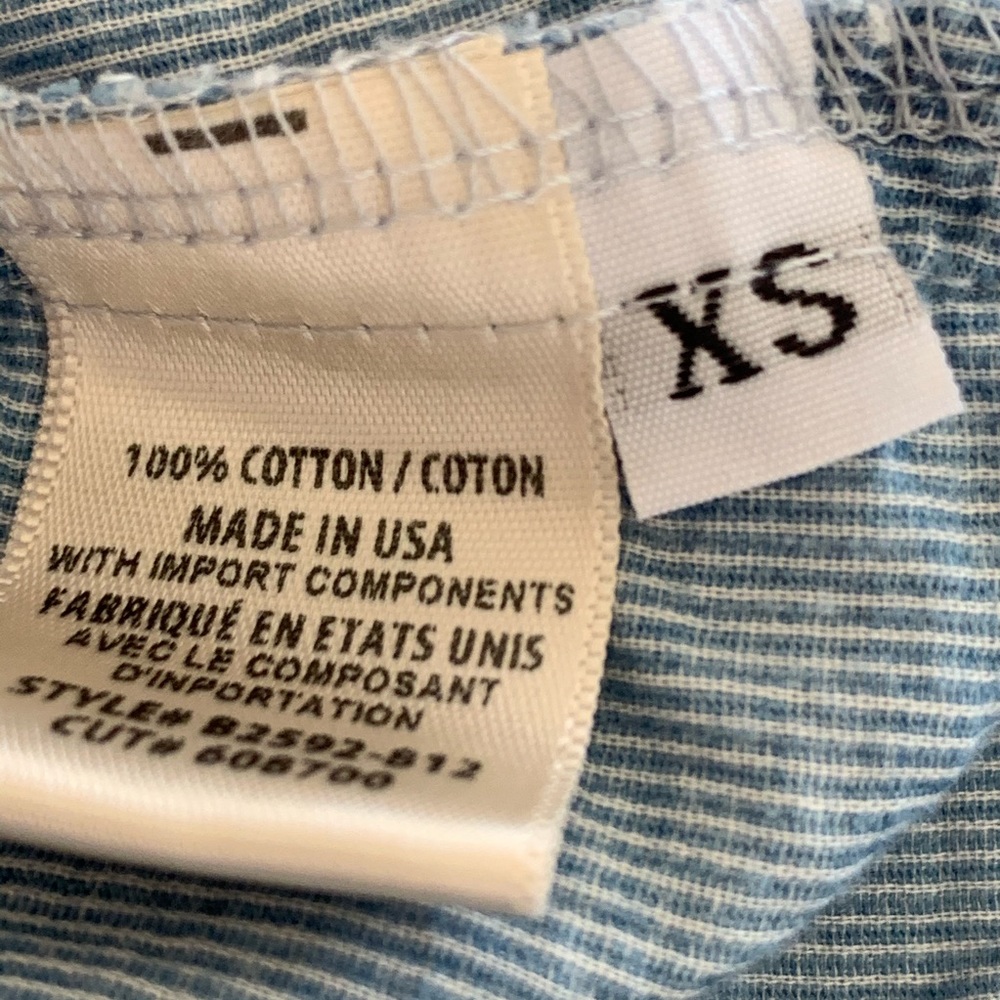 XS
100% COTTON / COTON
MADE IN USA
WITH IMPORT COMPONENTS
FABRIQUÉ EN ETATS UNIS
AVEC LE COMPOSANT
D'INPORTATION
STYLE# B2592-B12
CUT# 608700